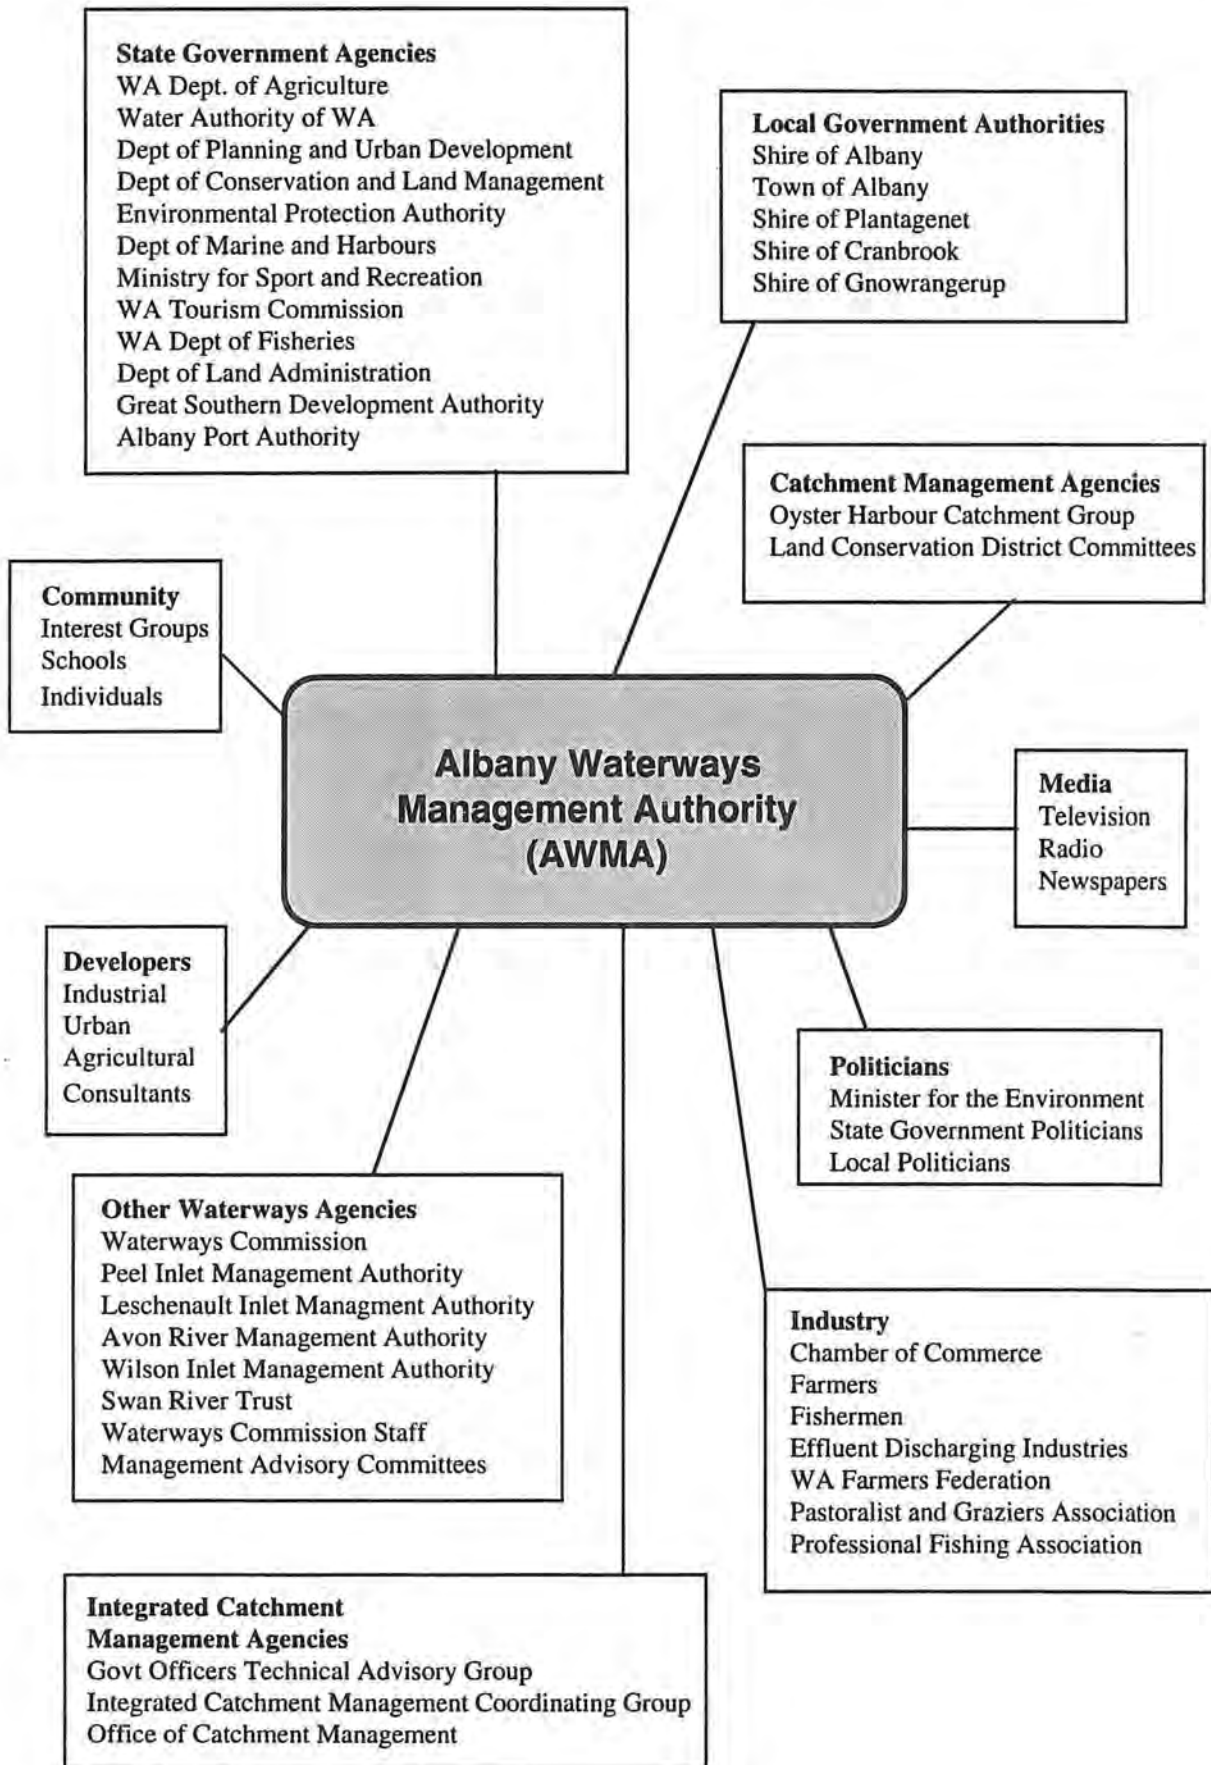 State Government Agencies
WA Dept. of Agriculture
Water Authority of WA
Dept of Planning and Urban Development
Dept of Conservation and Land Management
Environmental Protection Authority
Dept of Marine and Harbours
Ministry for Sport and Recreation
WA Tourism Commission
WA Dept of Fisheries
Dept of Land Administration
Great Southern Development Authority
Albany Port Authority
Local Government Authorities
Shire of Albany
Town of Albany
Shire of Plantagenet
Shire of Cranbrook
Shire of Gnowrangerup
Catchment Management Agencies
Oyster Harbour Catchment Group
Land Conservation District Committees
Community
Interest Groups
Schools
Individuals
Albany Waterways
Management Authority
(AWMA)
Media
Television
Radio
Newspapers
Developers
Industrial
Urban
Agricultural
Consultants
Politicians
Minister for the Environment
State Government Politicians
Local Politicians
Other Waterways Agencies
Waterways Commission
Peel Inlet Management Authority
Leschenault Inlet Managment Authority
Avon River Management Authority
Wilson Inlet Management Authority
Swan River Trust
Waterways Commission Staff
Management Advisory Committees
Industry
Chamber of Commerce
Farmers
Fishermen
Effluent Discharging Industries
WA Farmers Federation
Pastoralist and Graziers Association
Professional Fishing Association
Integrated Catchment
Management Agencies
Govt Officers Technical Advisory Group
Integrated Catchment Management Coordinating Group
Office of Catchment Management